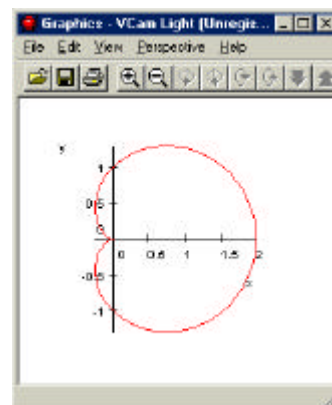 Graphics - VCam Light (Unregis...
File Edit View Perspective Help
y
1
0.5
0
0 0.5 1 1.5 2
-0.5
x
-1